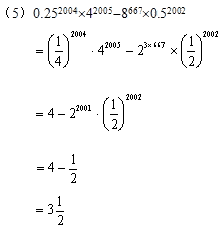 (5) 0.25^2004×4^2005−8^667×0.5^2002
= (1/4)^2004 · 4^2005 − 2^(3×667) × (1/2)^2002
= 4 − 2^2001 · (1/2)^2002
= 4 − 1/2
= 3 1/2